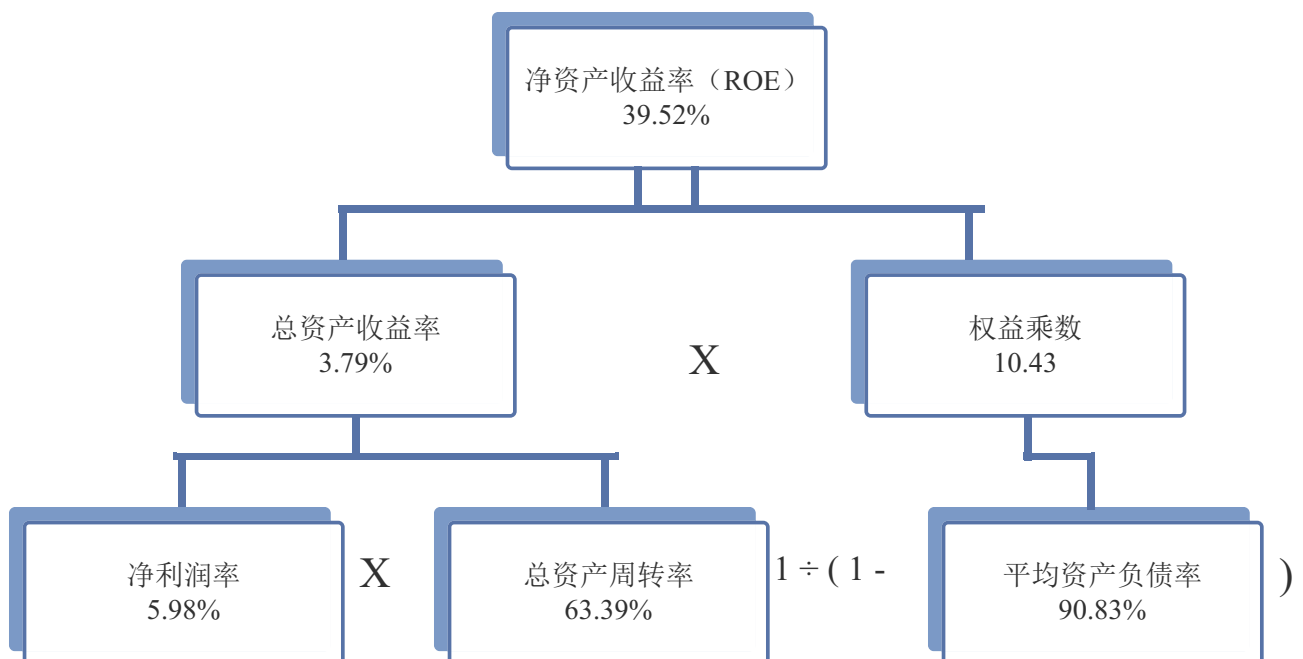 净资产收益率（ROE）
39.52%
总资产收益率
3.79%
X
权益乘数
10.43
净利润率
5.98%
X
总资产周转率
63.39%
1 ÷ ( 1 -
平均资产负债率
90.83%
)